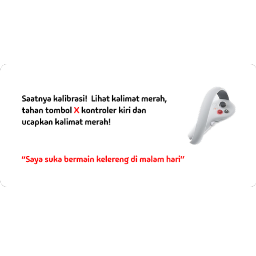 Saatnya kalibrasi! Lihat kalimat merah,
tahan tombol X kontroler kiri dan
ucapkan kalimat merah!
“Saya suka bermain kelereng di malam hari”